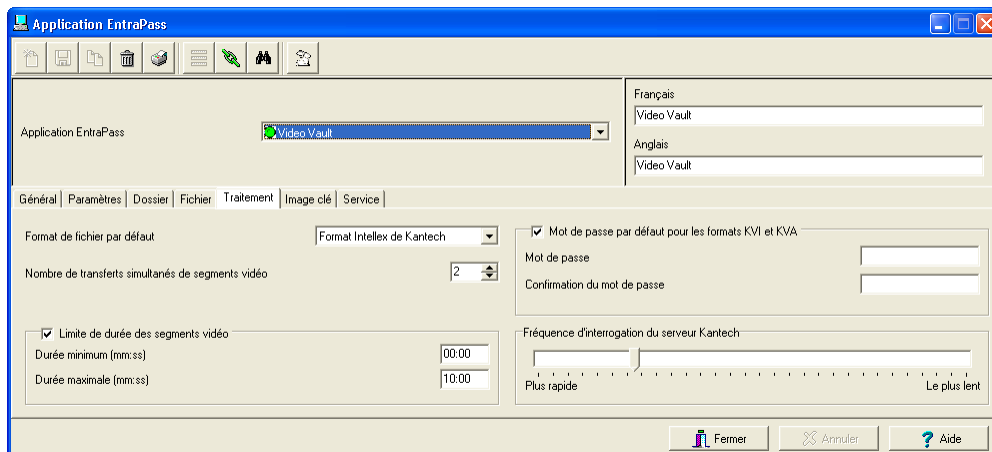 Application EntraPass
Français
Video Vault
Application EntraPass
Video Vault
Anglais
Video Vault
Général
Paramètres
Dossier
Fichier
Traitement
Image clé
Service
Format de fichier par défaut
Format Intellex de Kantech
Nombre de transferts simultanés de segments vidéo
2
Mot de passe par défaut pour les formats KVI et KVA
Mot de passe
Confirmation du mot de passe
Limite de durée des segments vidéo
Durée minimum (mm:ss)
00:00
Durée maximale (mm:ss)
10:00
Fréquence d'interrogation du serveur Kantech
Plus rapide
Le plus lent
Fermer
Annuler
Aide